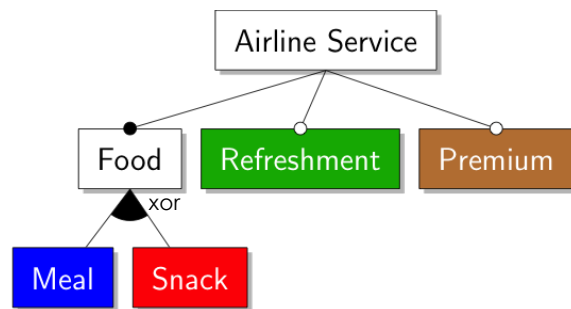 Airline Service
Food
Refreshment
Premium
xor
Meal
Snack